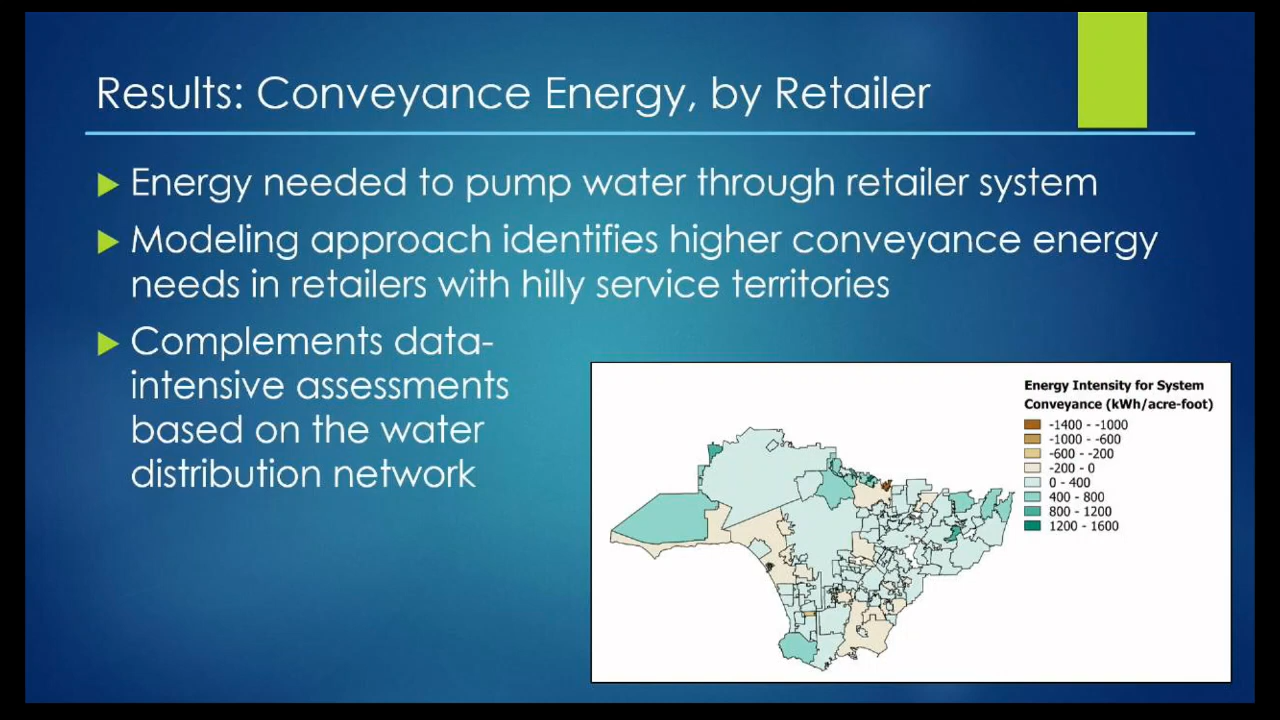 Results: Conveyance Energy, by Retailer
Energy needed to pump water through retailer system
Modeling approach identifies higher conveyance energy
needs in retailers with hilly service territories
Complements data-
intensive assessments
based on the water
distribution network
Energy Intensity for System
Conveyance (kWh/acre-foot)
-1400 - -1000
-1000 - -600
-600 - -200
-200 - 0
0 - 400
400 - 800
800 - 1200
1200 - 1600